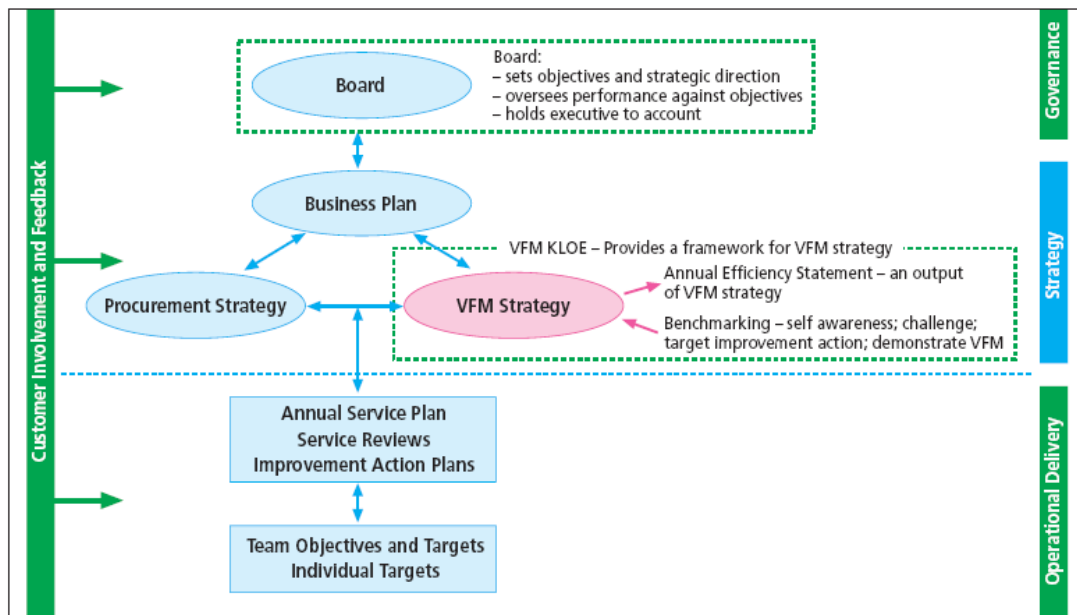 Customer Involvement and Feedback
Board
Board:
– sets objectives and strategic direction
– oversees performance against objectives
– holds executive to account
Governance
Business Plan
VFM KLOE – Provides a framework for VFM strategy
Procurement Strategy
VFM Strategy
Annual Efficiency Statement – an output
of VFM strategy
Benchmarking – self awareness; challenge;
target improvement action; demonstrate VFM
Strategy
Annual Service Plan
Service Reviews
Improvement Action Plans
Team Objectives and Targets
Individual Targets
Operational Delivery